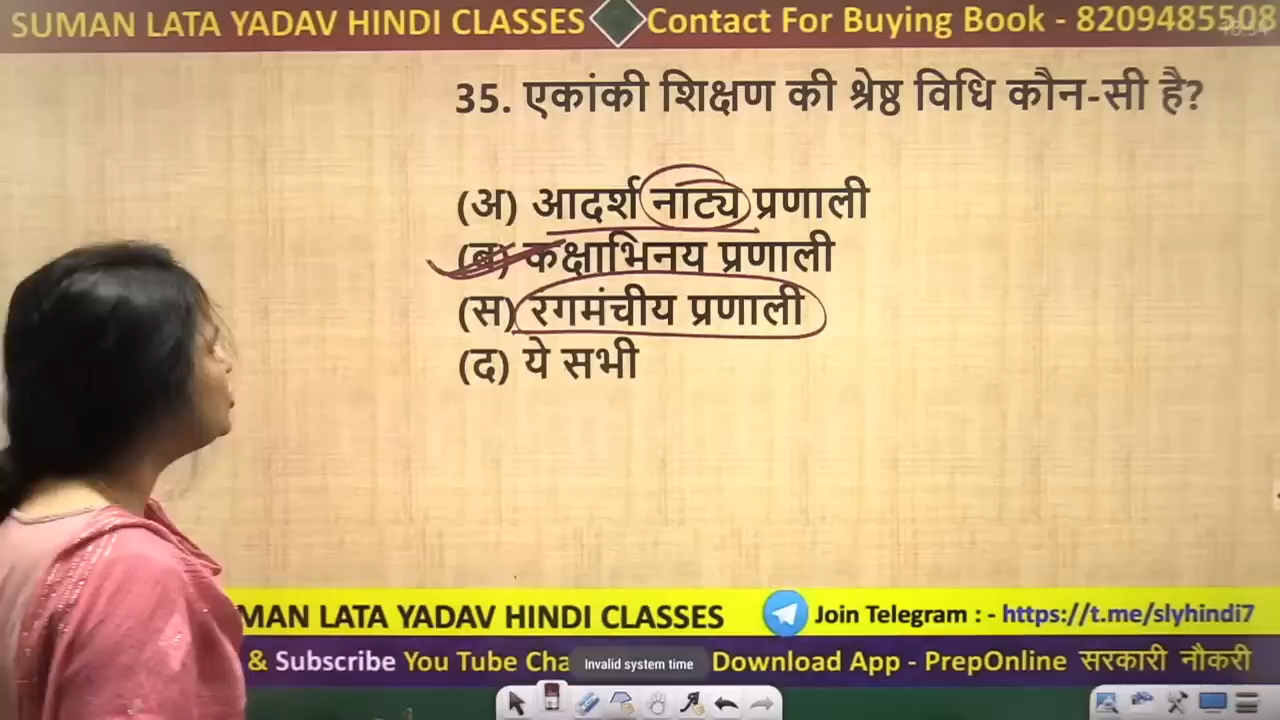 SUMAN LATA YADAV HINDI CLASSES Contact For Buying Book - 8209485508
35. एकांकी शिक्षण की श्रेष्ठ विधि कौन-सी है?
(अ) आदर्श नाट्य प्रणाली
(ब) कक्षाभिनय प्रणाली
(स) रगमंचीय प्रणाली
(द) ये सभी
MAN LATA YADAV HINDI CLASSES Join Telegram : - https://t.me/slyhindi7
& Subscribe You Tube Cha Invalid system time Download App - PrepOnline सरकारी नौकरी